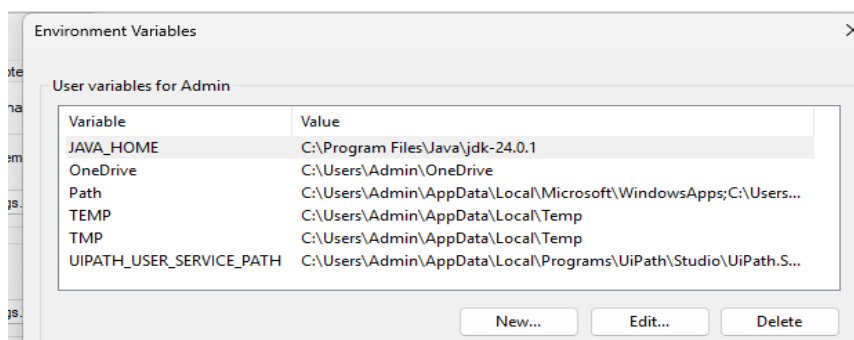 Environment Variables
User variables for Admin
Variable Value
JAVA_HOME C:\Program Files\Java\jdk-24.0.1
OneDrive C:\Users\Admin\OneDrive
Path C:\Users\Admin\AppData\Local\Microsoft\WindowsApps;C:\Users...
TEMP C:\Users\Admin\AppData\Local\Temp
TMP C:\Users\Admin\AppData\Local\Temp
UIPATH_USER_SERVICE_PATH C:\Users\Admin\AppData\Local\Programs\UiPath\Studio\UiPath.S...
New... Edit... Delete